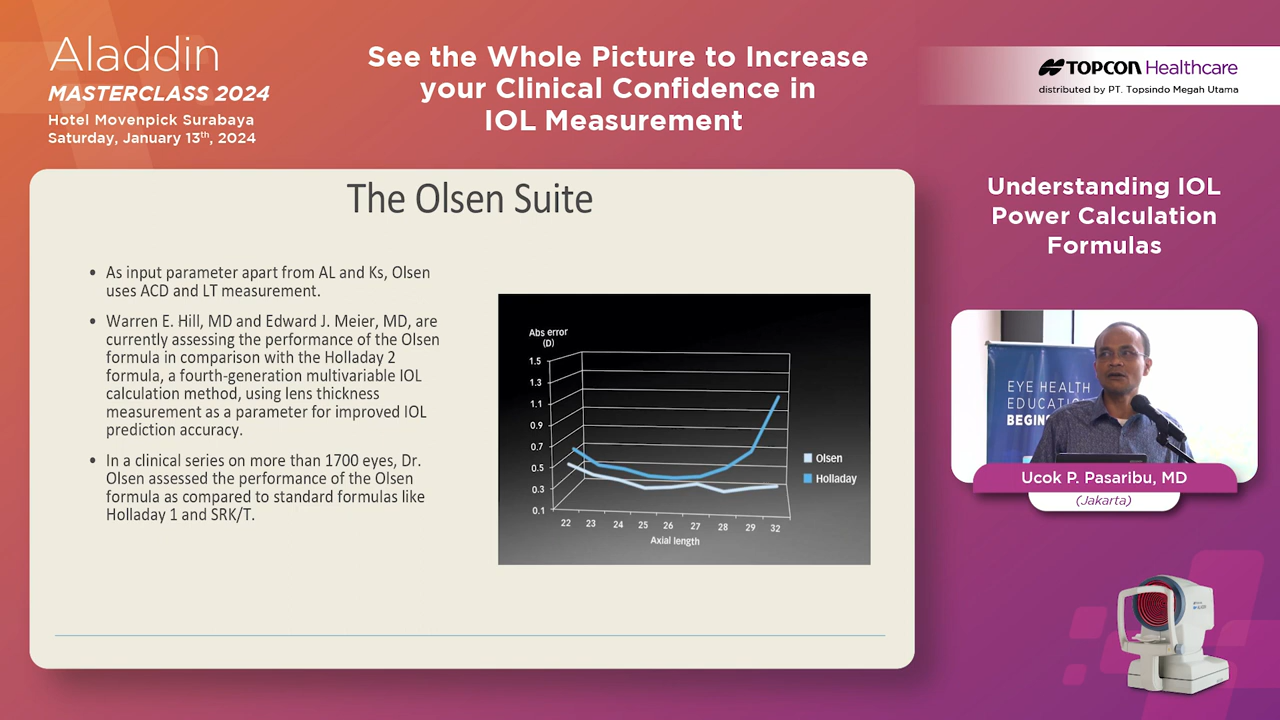 Aladdin
MASTERCLASS 2024
Hotel Movenpick Surabaya
Saturday, January 13th, 2024
See the Whole Picture to Increase
your Clinical Confidence in
IOL Measurement
TOPCON Healthcare
distributed by PT. Topsindo Megah Utama
The Olsen Suite
• As input parameter apart from AL and Ks, Olsen
uses ACD and LT measurement.
• Warren E. Hill, MD and Edward J. Meier, MD, are
currently assessing the performance of the Olsen
formula in comparison with the Holladay 2
formula, a fourth-generation multivariable IOL
calculation method, using lens thickness
measurement as a parameter for improved IOL
prediction accuracy.
• In a clinical series on more than 1700 eyes, Dr.
Olsen assessed the performance of the Olsen
formula as compared to standard formulas like
Holladay 1 and SRK/T.
Abs error
(D)
1.5
1.3
1.1
0.9
0.7
0.5
0.3
0.1
22 23 24 25 26 27 28 29 32
Axial length
Olsen
Holladay
Understanding IOL
Power Calculation
Formulas
EYE HEALTH
EDUCATIO
BEGINS
Ucok P. Pasaribu, MD
(Jakarta)